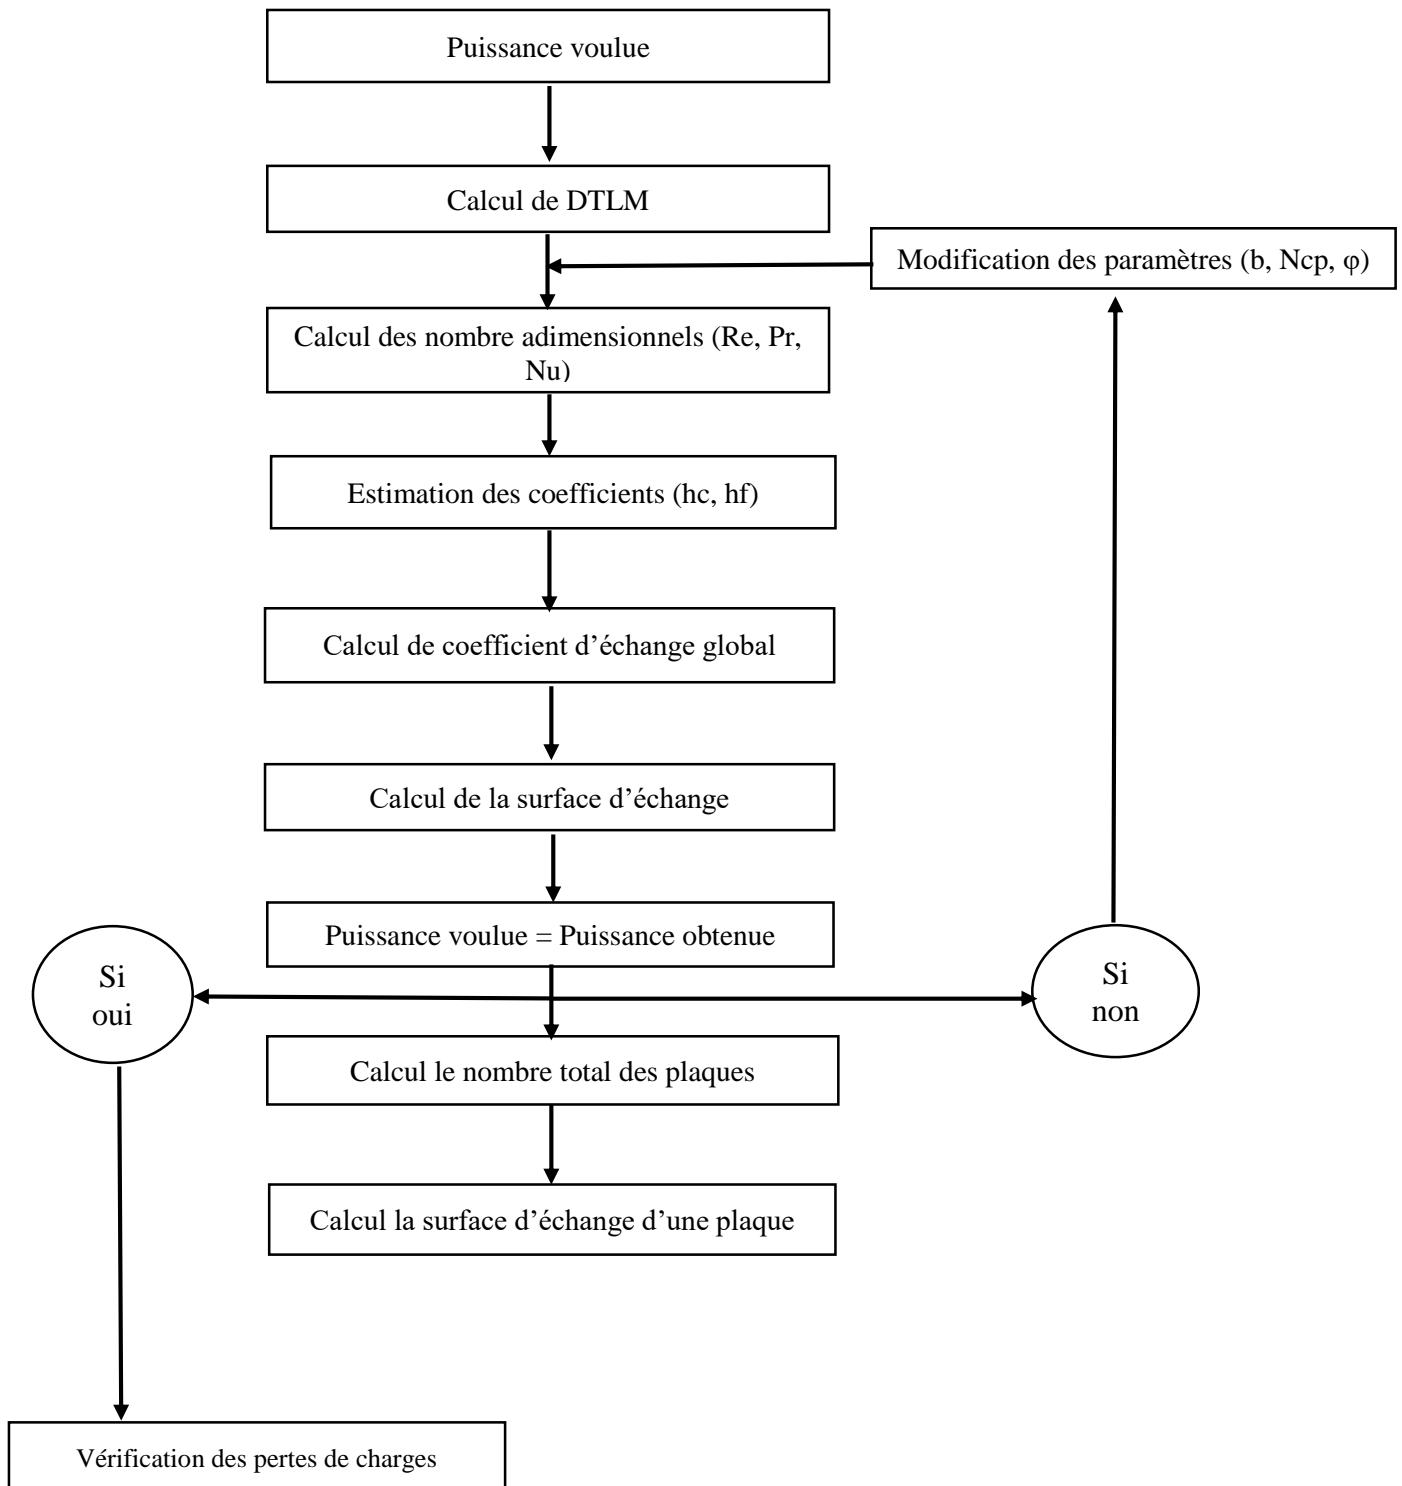 Puissance voulue
Calcul de DTLM
Modification des paramètres (b, Ncp, φ)
Calcul des nombre adimensionnels (Re, Pr,
Nu)
Estimation des coefficients (hc, hf)
Calcul de coefficient d’échange global
Calcul de la surface d’échange
Puissance voulue = Puissance obtenue
Si
oui
Si
non
Calcul le nombre total des plaques
Calcul la surface d’échange d’une plaque
Vérification des pertes de charges